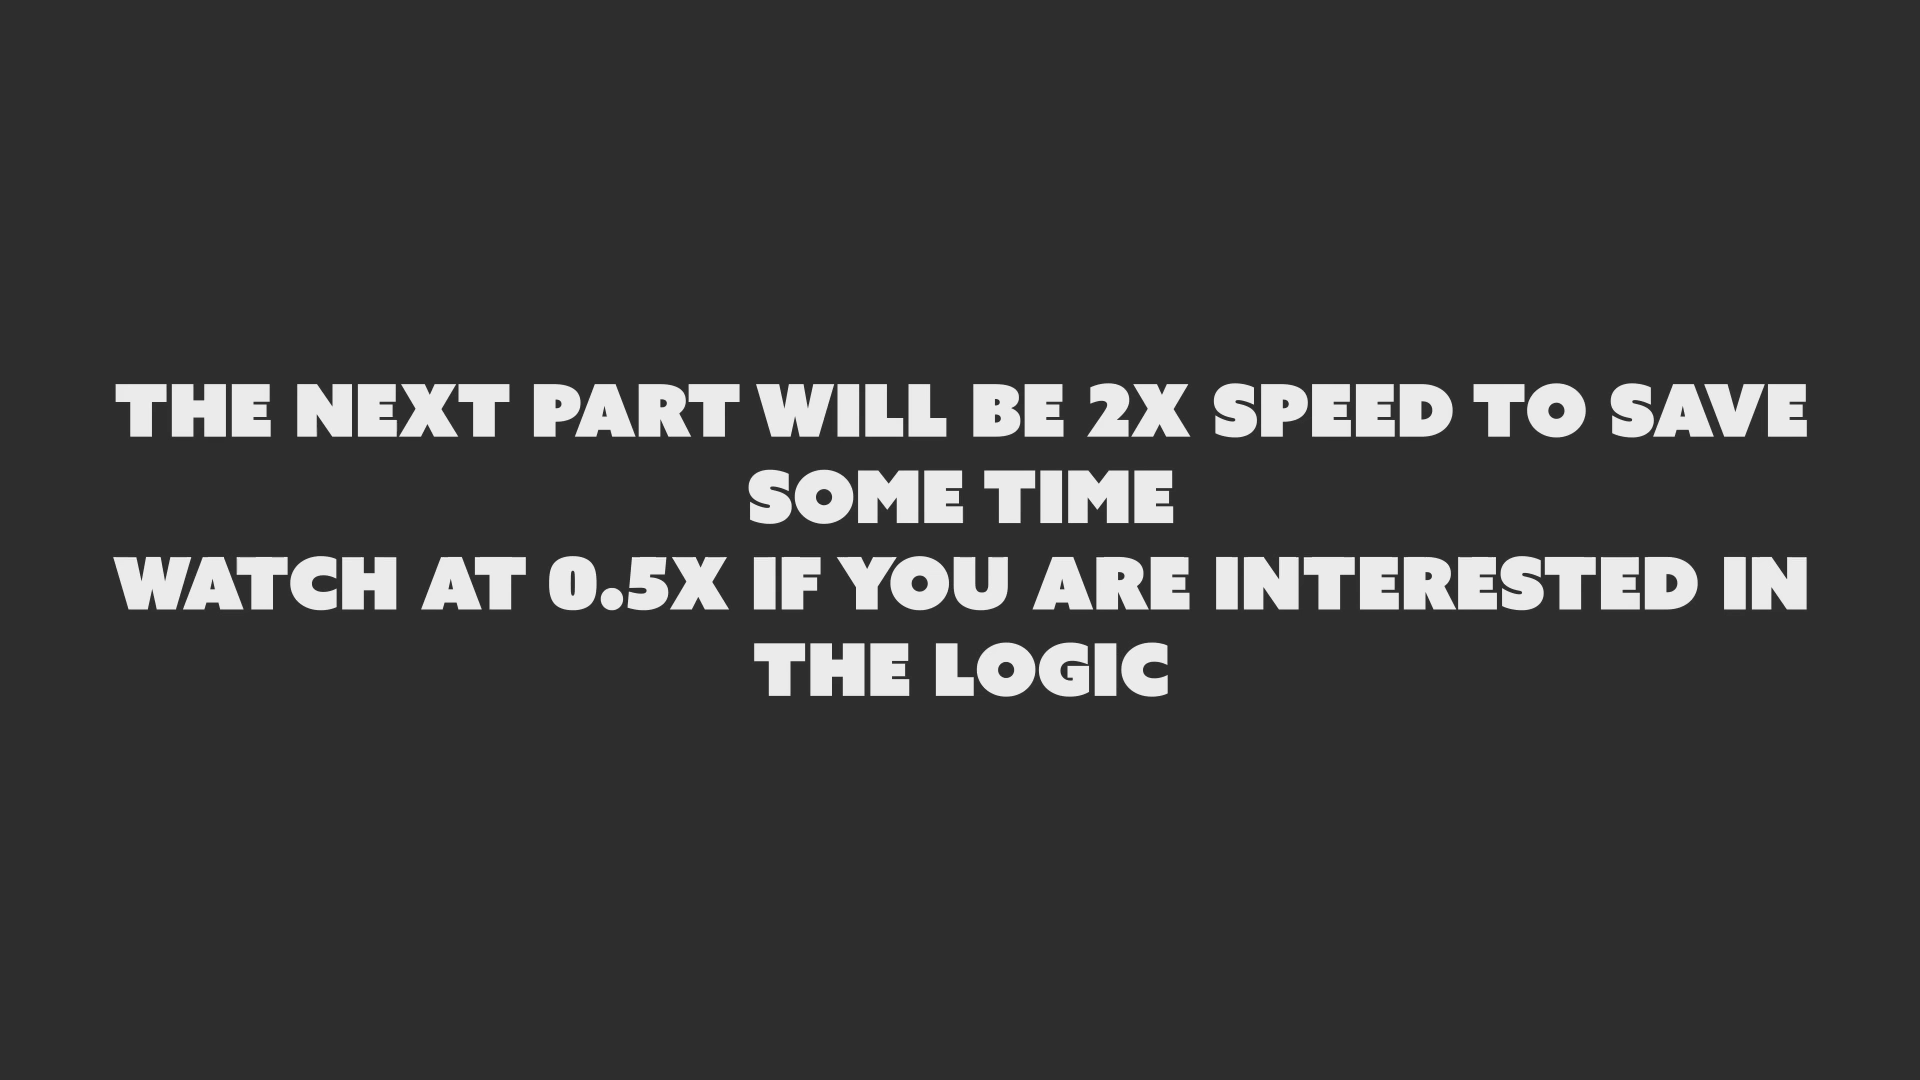 THE NEXT PART WILL BE 2X SPEED TO SAVE
SOME TIME
WATCH AT 0.5X IF YOU ARE INTERESTED IN
THE LOGIC